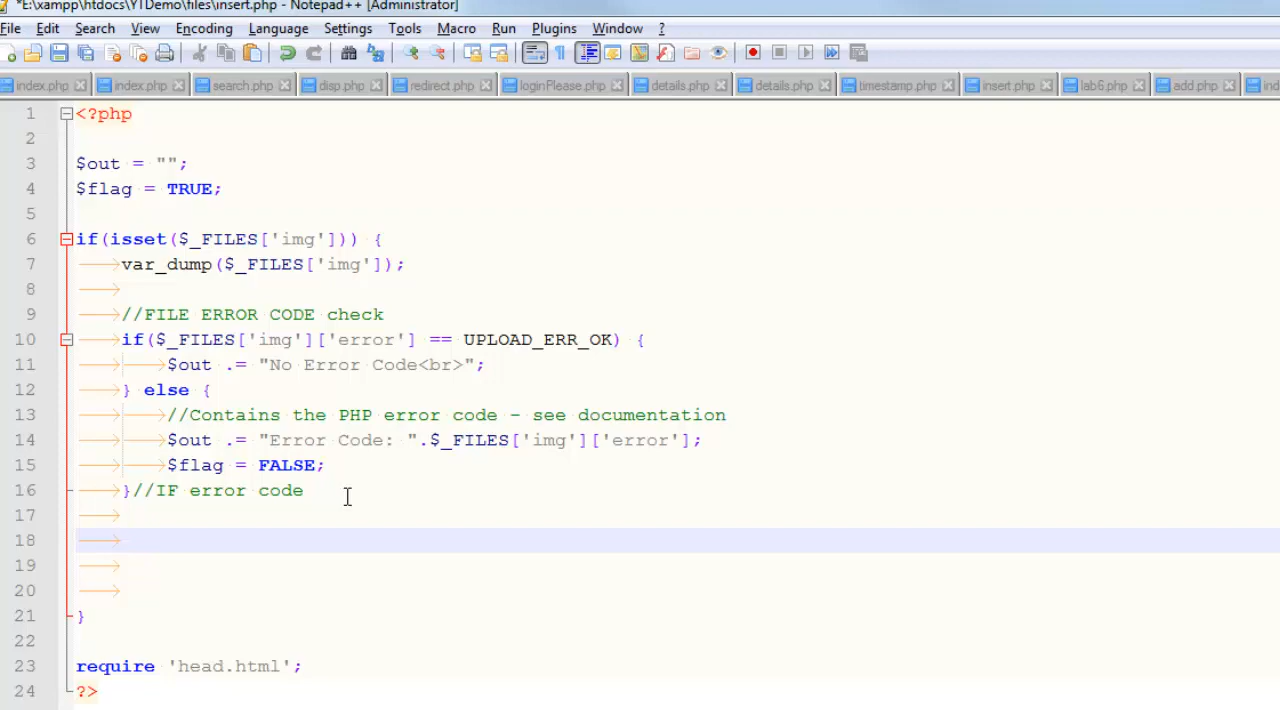 *E:\xampp\htdocs\YTDemo\files\insert.php - Notepad++ [Administrator]
File Edit Search View Encoding Language Settings Tools Macro Run Plugins Window ?
index.php index.php search.php disp.php redirect.php loginPlease.php details.php details.php timestamp.php insert.php lab6.php add.php ind
1 <?php
2
3 $out = "";
4 $flag = TRUE;
5
6 if(isset($_FILES['img'])) {
7 var_dump($_FILES['img']);
8
9 //FILE ERROR CODE check
10 if($_FILES['img']['error'] == UPLOAD_ERR_OK) {
11 $out .= "No Error Code<br>";
12 } else {
13 //Contains the PHP error code - see documentation
14 $out .= "Error Code: ".$_FILES['img']['error'];
15 $flag = FALSE;
16 }//IF error code
17
18
19
20
21 }
22
23 require 'head.html';
24 ?>